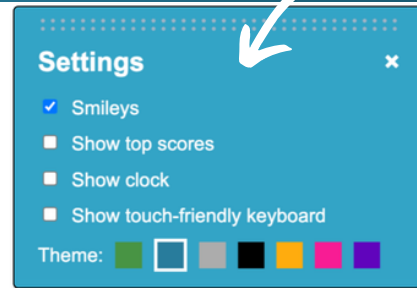 Settings
Smileys
Show top scores
Show clock
Show touch-friendly keyboard
Theme: